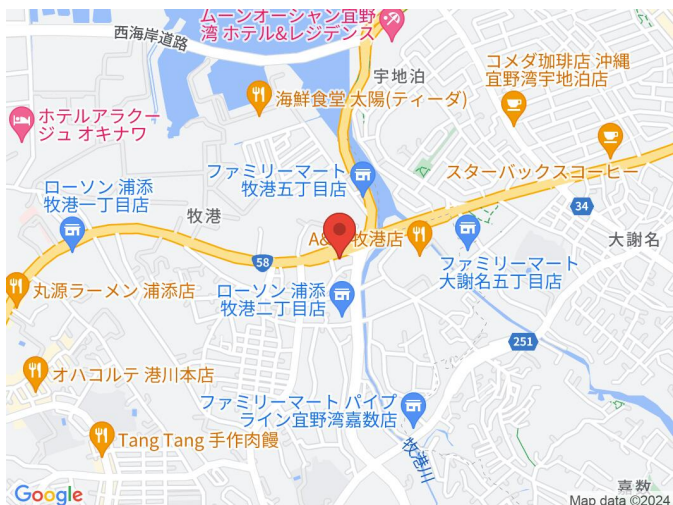 ムーンオーシャン宜野
湾 ホテル&レジデンス
西海岸道路
宇地泊
コメダ珈琲店 沖縄
宜野湾宇地泊店
海鮮食堂 太陽(ティーダ)
ホテルアラクー
ジュ オキナワ
スターバックスコーヒー
ファミリーマート
牧港五丁目店
ローソン 浦添
牧港一丁目店
牧港
34
大謝名
A& 牧港店
58
ファミリーマート
大謝名五丁目店
丸源ラーメン 浦添店
ローソン 浦添
牧港二丁目店
251
オハコルテ 港川本店
ファミリーマート パイプ
ライン宜野湾嘉数店
Tang Tang 手作肉饅
牧港川
嘉数
Google
Map data ©2024